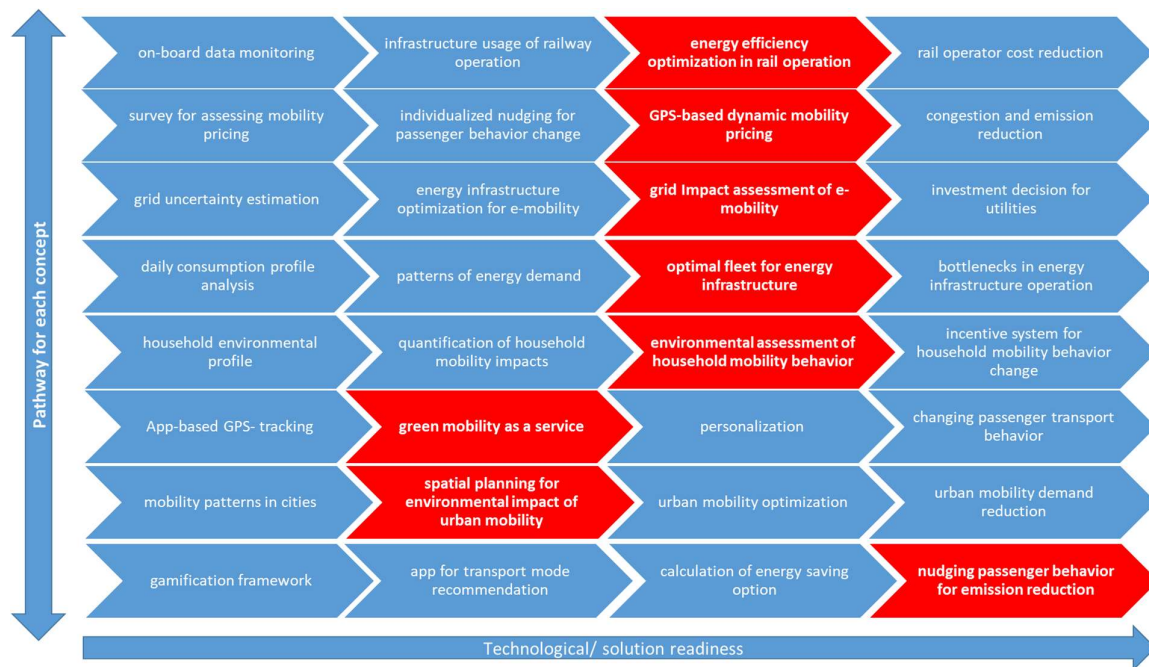 Pathway for each concept
on-board data monitoring
infrastructure usage of railway
operation
energy efficiency
optimization in rail operation
rail operator cost reduction
survey for assessing mobility
pricing
individualized nudging for
passenger behavior change
GPS-based dynamic mobility
pricing
congestion and emission
reduction
grid uncertainty estimation
energy infrastructure
optimization for e-mobility
grid Impact assessment of e-
mobility
investment decision for
utilities
daily consumption profile
analysis
patterns of energy demand
optimal fleet for energy
infrastructure
bottlenecks in energy
infrastructure operation
household environmental
profile
quantification of household
mobility impacts
environmental assessment of
household mobility behavior
incentive system for
household mobility behavior
change
App-based GPS- tracking
green mobility as a service
personalization
changing passenger transport
behavior
mobility patterns in cities
spatial planning for
environmental impact of
urban mobility
urban mobility optimization
urban mobility demand
reduction
gamification framework
app for transport mode
recommendation
calculation of energy saving
option
nudging passenger behavior
for emission reduction
Technological/ solution readiness